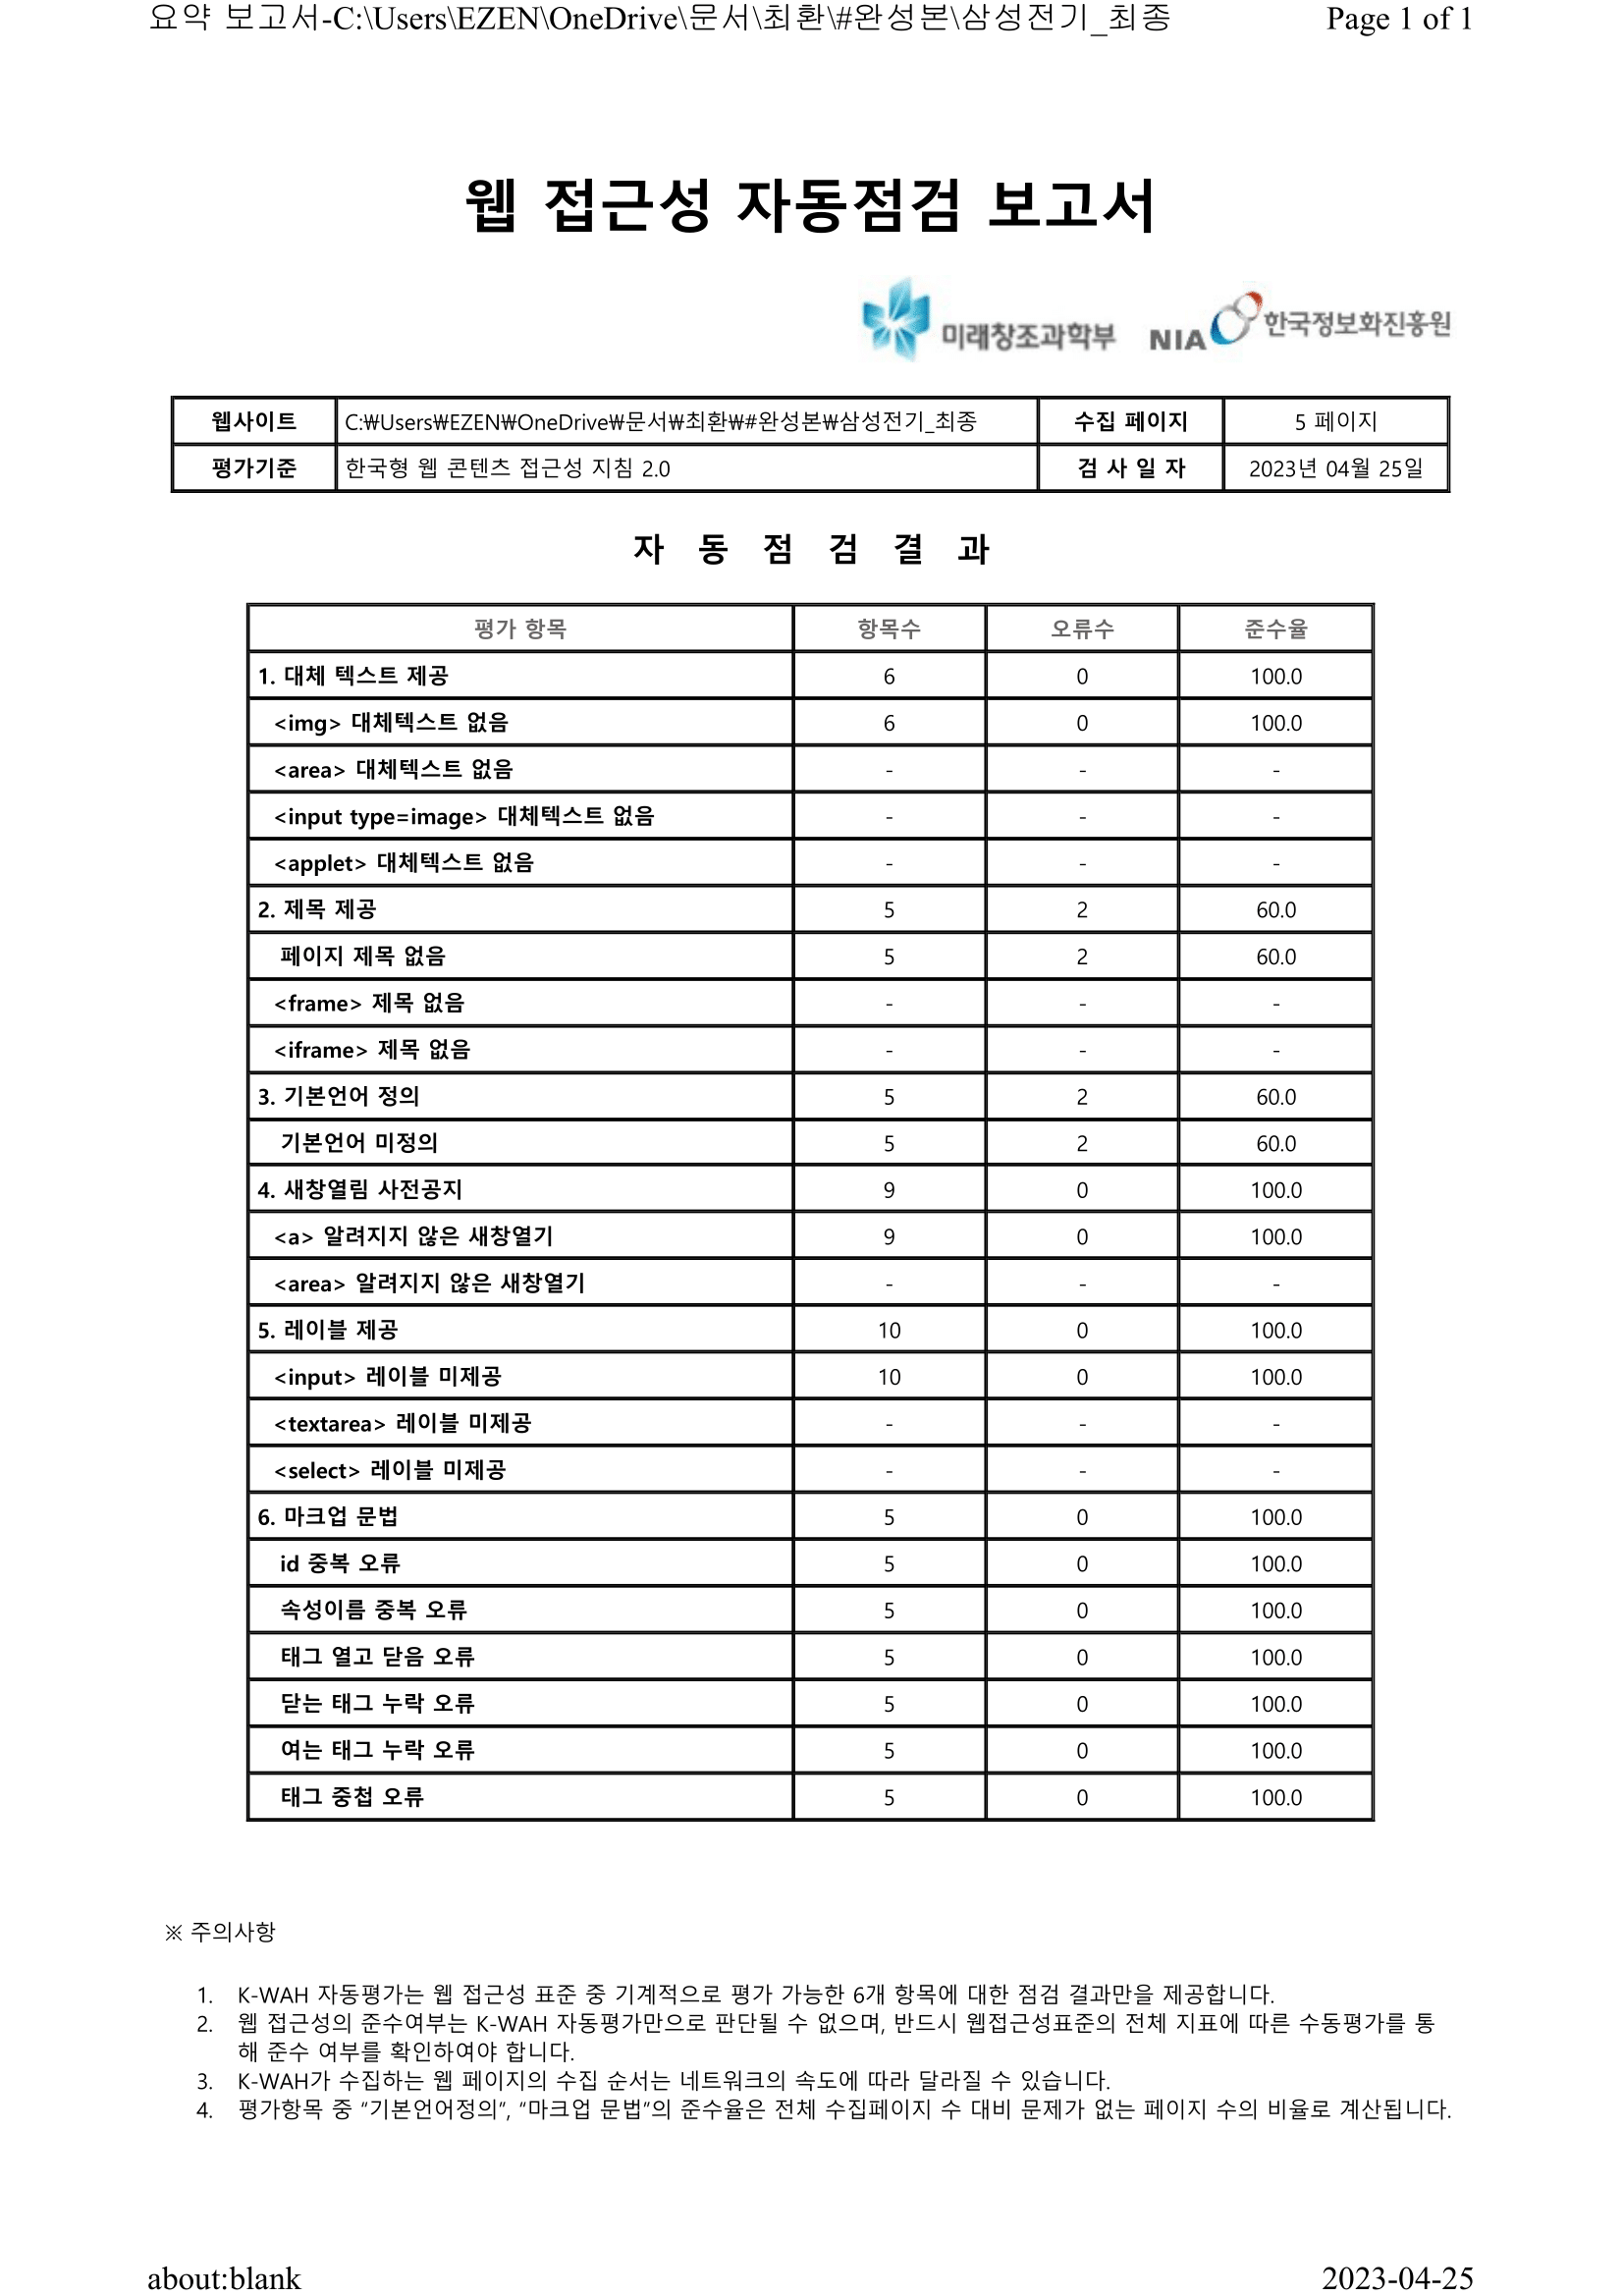 요약 보고서-C:\Users\EZEN\OneDrive\문서\최환\#완성본\삼성전기_최종 Page 1 of 1
웹 접근성 자동점검 보고서
미래창조과학부 NIA 한국정보화진흥원
웹사이트 C:₩Users₩EZEN₩OneDrive₩문서₩최환₩#완성본₩삼성전기_최종 수집 페이지 5 페이지
평가기준 한국형 웹 콘텐츠 접근성 지침 2.0 검 사 일 자 2023년 04월 25일
자 동 점 검 결 과
평가 항목 항목수 오류수 준수율
1. 대체 텍스트 제공 6 0 100.0
<img> 대체텍스트 없음 6 0 100.0
<area> 대체텍스트 없음 - - -
<input type=image> 대체텍스트 없음 - - -
<applet> 대체텍스트 없음 - - -
2. 제목 제공 5 2 60.0
페이지 제목 없음 5 2 60.0
<frame> 제목 없음 - - -
<iframe> 제목 없음 - - -
3. 기본언어 정의 5 2 60.0
기본언어 미정의 5 2 60.0
4. 새창열림 사전공지 9 0 100.0
<a> 알려지지 않은 새창열기 9 0 100.0
<area> 알려지지 않은 새창열기 - - -
5. 레이블 제공 10 0 100.0
<input> 레이블 미제공 10 0 100.0
<textarea> 레이블 미제공 - - -
<select> 레이블 미제공 - - -
6. 마크업 문법 5 0 100.0
id 중복 오류 5 0 100.0
속성이름 중복 오류 5 0 100.0
태그 열고 닫음 오류 5 0 100.0
닫는 태그 누락 오류 5 0 100.0
여는 태그 누락 오류 5 0 100.0
태그 중첩 오류 5 0 100.0
※ 주의사항
1. K-WAH 자동평가는 웹 접근성 표준 중 기계적으로 평가 가능한 6개 항목에 대한 점검 결과만을 제공합니다.
2. 웹 접근성의 준수여부는 K-WAH 자동평가만으로 판단될 수 없으며, 반드시 웹접근성표준의 전체 지표에 따른 수동평가를 통
해 준수 여부를 확인하여야 합니다.
3. K-WAH가 수집하는 웹 페이지의 수집 순서는 네트워크의 속도에 따라 달라질 수 있습니다.
4. 평가항목 중 "기본언어정의", "마크업 문법"의 준수율은 전체 수집페이지 수 대비 문제가 없는 페이지 수의 비율로 계산됩니다.
about:blank 2023-04-25